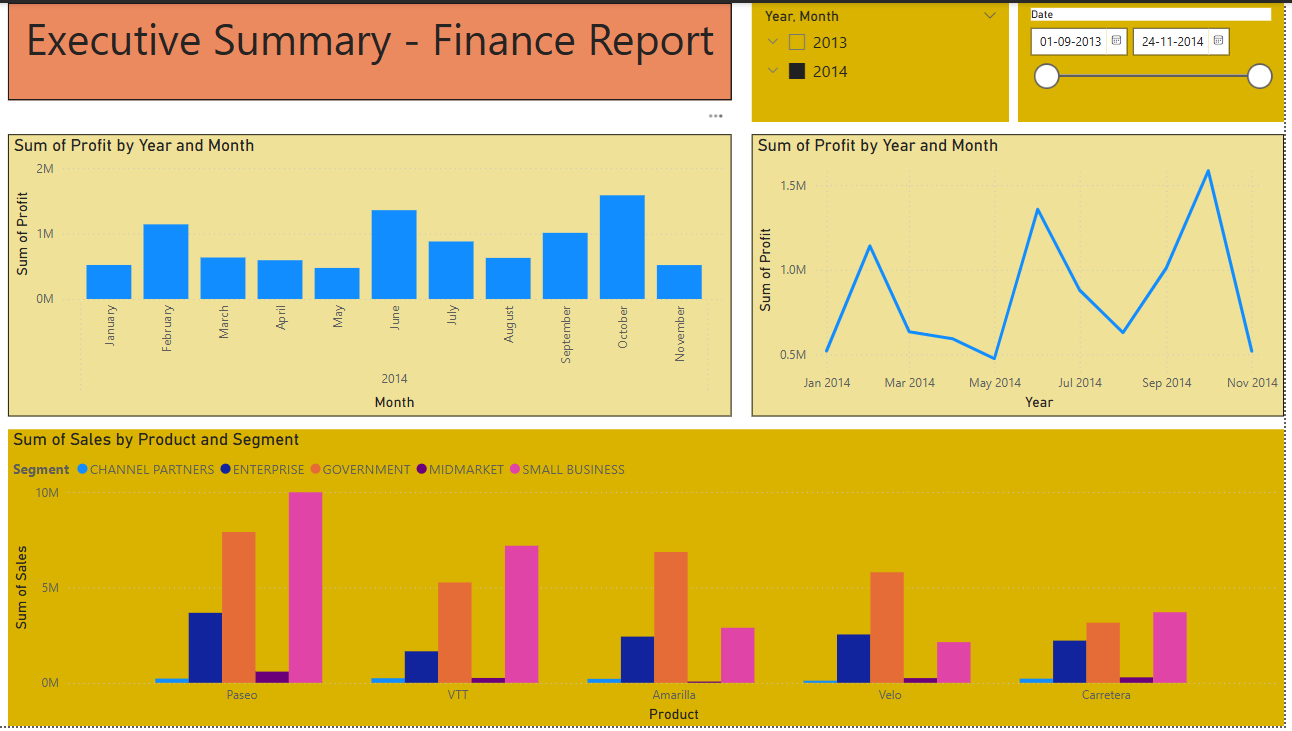 Executive Summary - Finance Report
Year, Month
2013
2014
Date
01-09-2013
24-11-2014
Sum of Profit by Year and Month
Sum of Profit
2M
1M
0M
January
February
March
April
May
June
July
August
September
October
November
2014
Month
Sum of Profit by Year and Month
Sum of Profit
1.5M
1.0M
0.5M
Jan 2014
Mar 2014
May 2014
Jul 2014
Sep 2014
Nov 2014
Year
Sum of Sales by Product and Segment
Segment CHANNEL PARTNERS ENTERPRISE GOVERNMENT MIDMARKET SMALL BUSINESS
Sum of Sales
10M
5M
0M
Paseo
VTT
Amarilla
Velo
Carretera
Product